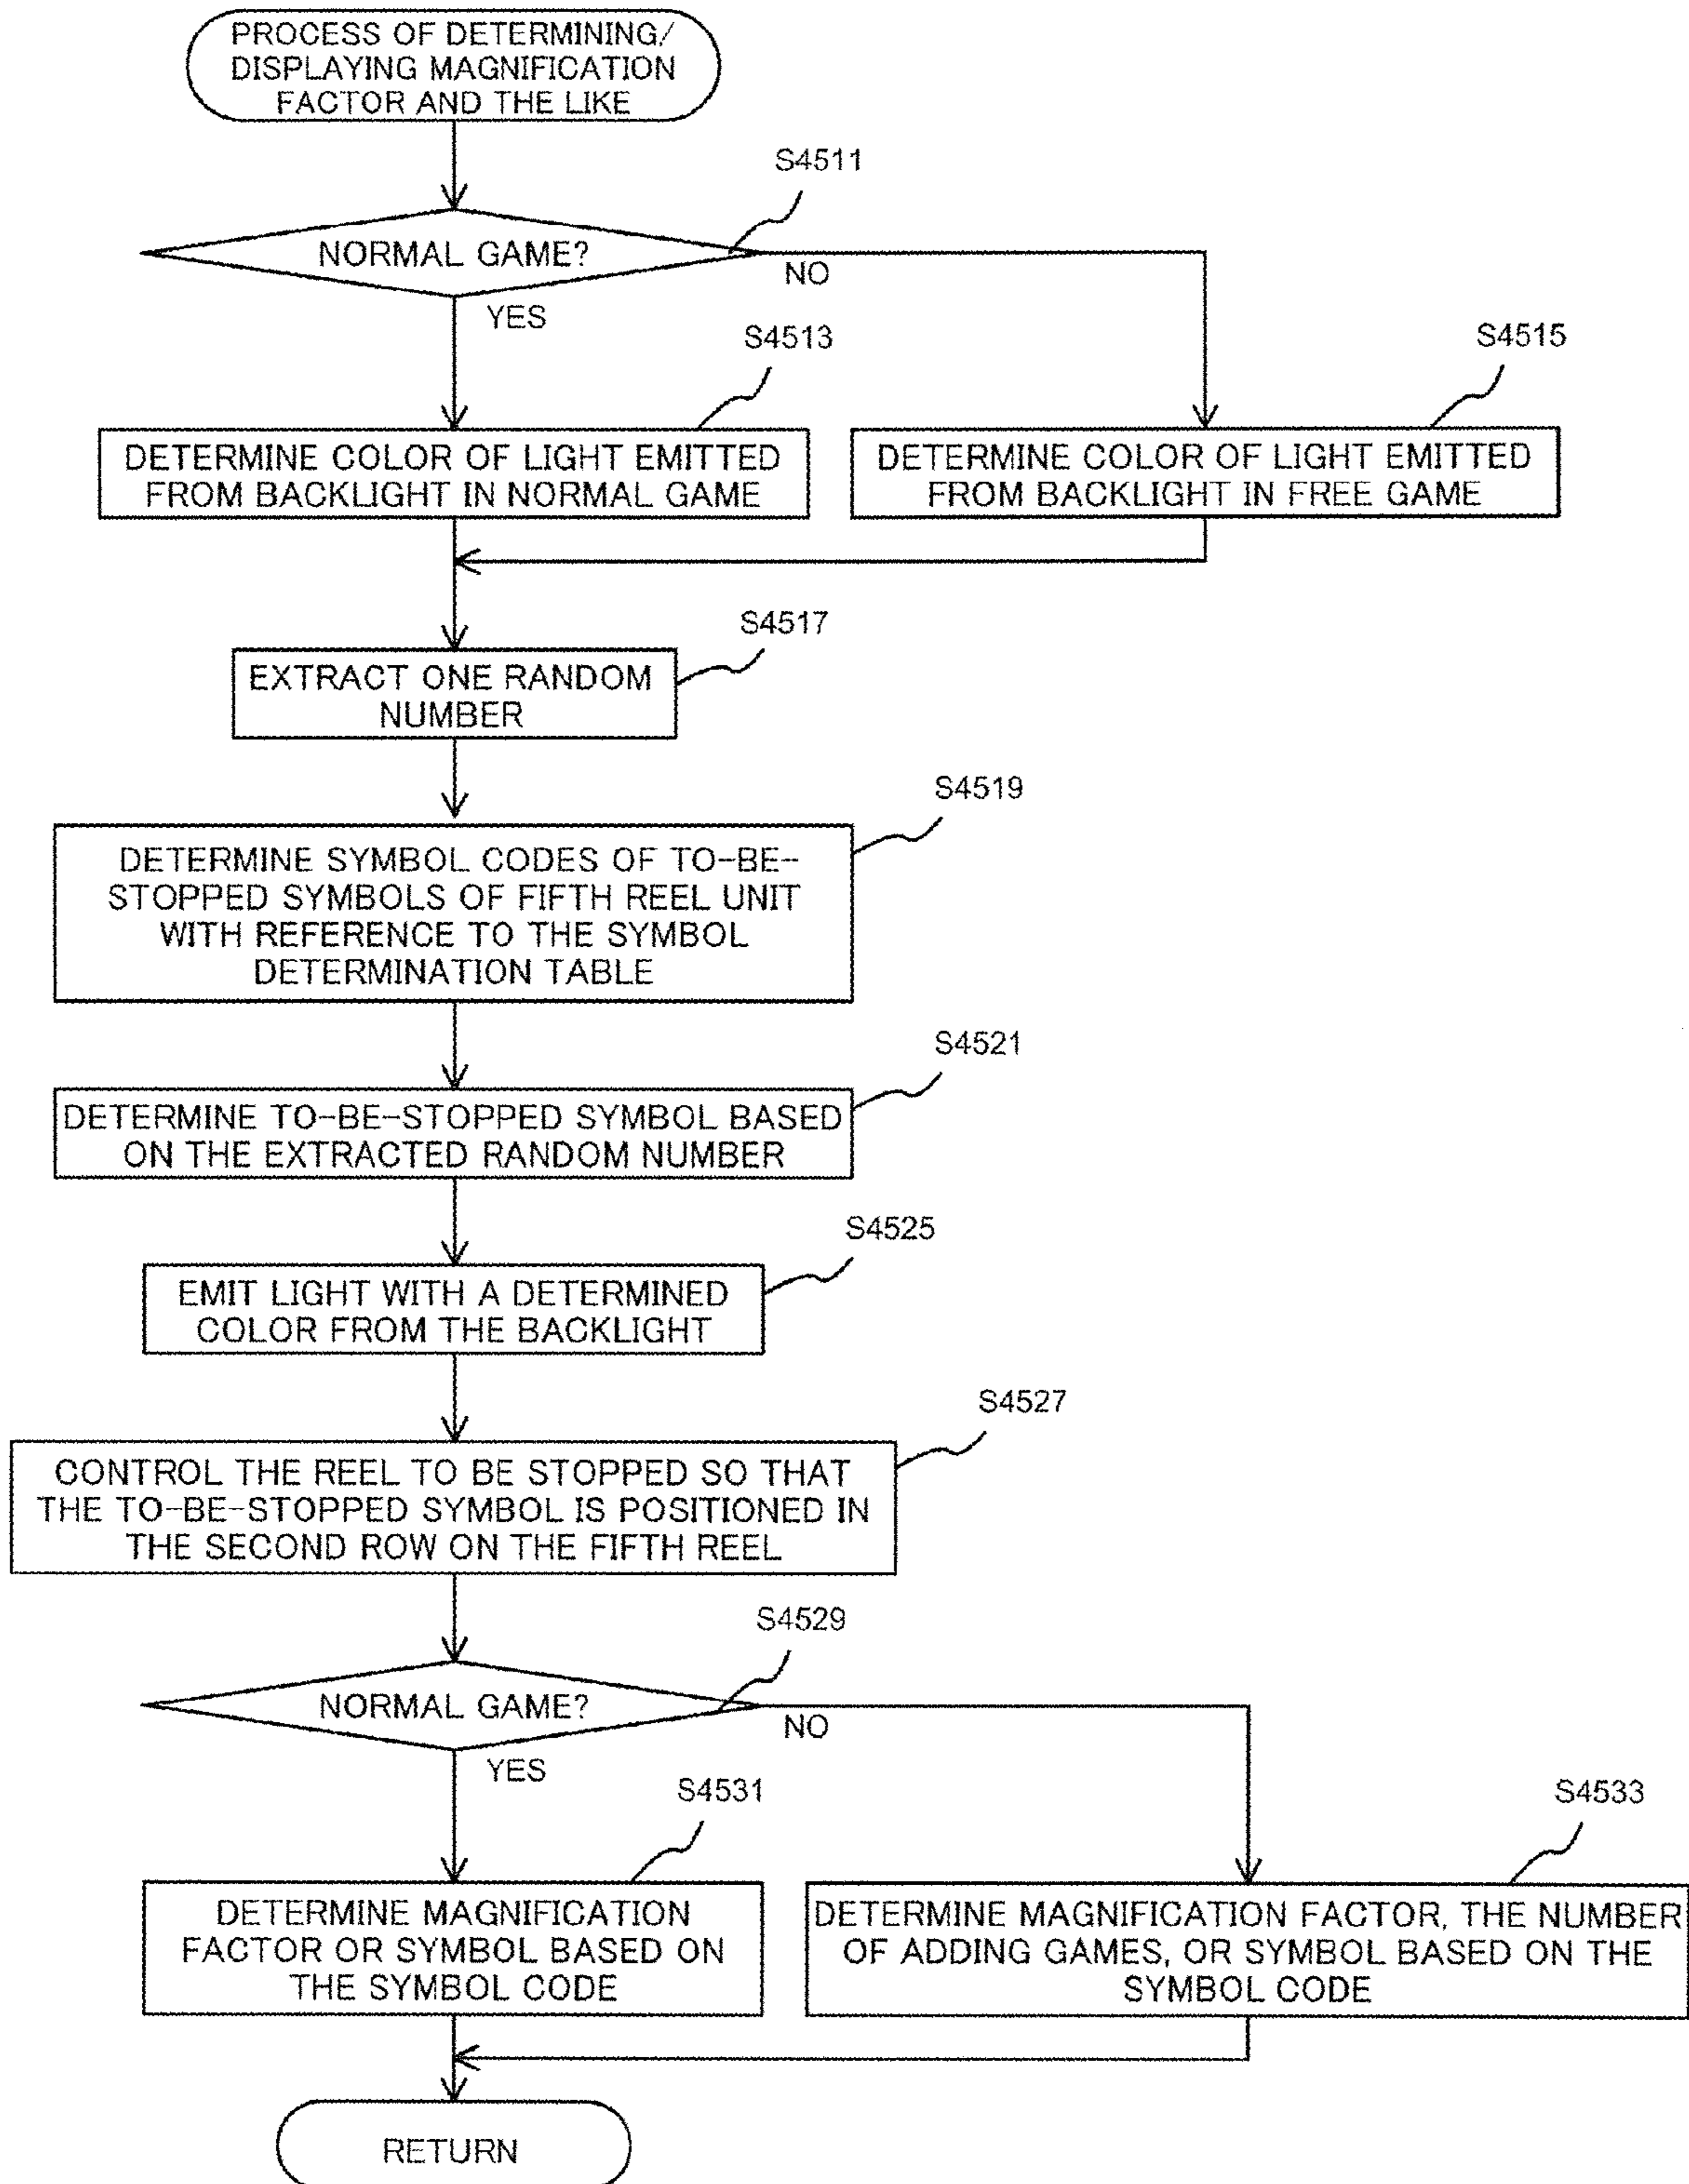 PROCESS OF DETERMINING/
DISPLAYING MAGNIFICATION
FACTOR AND THE LIKE
S4511
NORMAL GAME?
NO
YES
S4513
S4515
DETERMINE COLOR OF LIGHT EMITTED
FROM BACKLIGHT IN NORMAL GAME
DETERMINE COLOR OF LIGHT EMITTED
FROM BACKLIGHT IN FREE GAME
S4517
EXTRACT ONE RANDOM
NUMBER
S4519
DETERMINE SYMBOL CODES OF TO-BE-
STOPPED SYMBOLS OF FIFTH REEL UNIT
WITH REFERENCE TO THE SYMBOL
DETERMINATION TABLE
S4521
DETERMINE TO-BE-STOPPED SYMBOL BASED
ON THE EXTRACTED RANDOM NUMBER
S4525
EMIT LIGHT WITH A DETERMINED
COLOR FROM THE BACKLIGHT
S4527
CONTROL THE REEL TO BE STOPPED SO THAT
THE TO-BE-STOPPED SYMBOL IS POSITIONED IN
THE SECOND ROW ON THE FIFTH REEL
S4529
NORMAL GAME?
NO
YES
S4531
S4533
DETERMINE MAGNIFICATION
FACTOR OR SYMBOL BASED ON
THE SYMBOL CODE
DETERMINE MAGNIFICATION FACTOR, THE NUMBER
OF ADDING GAMES, OR SYMBOL BASED ON THE
SYMBOL CODE
RETURN